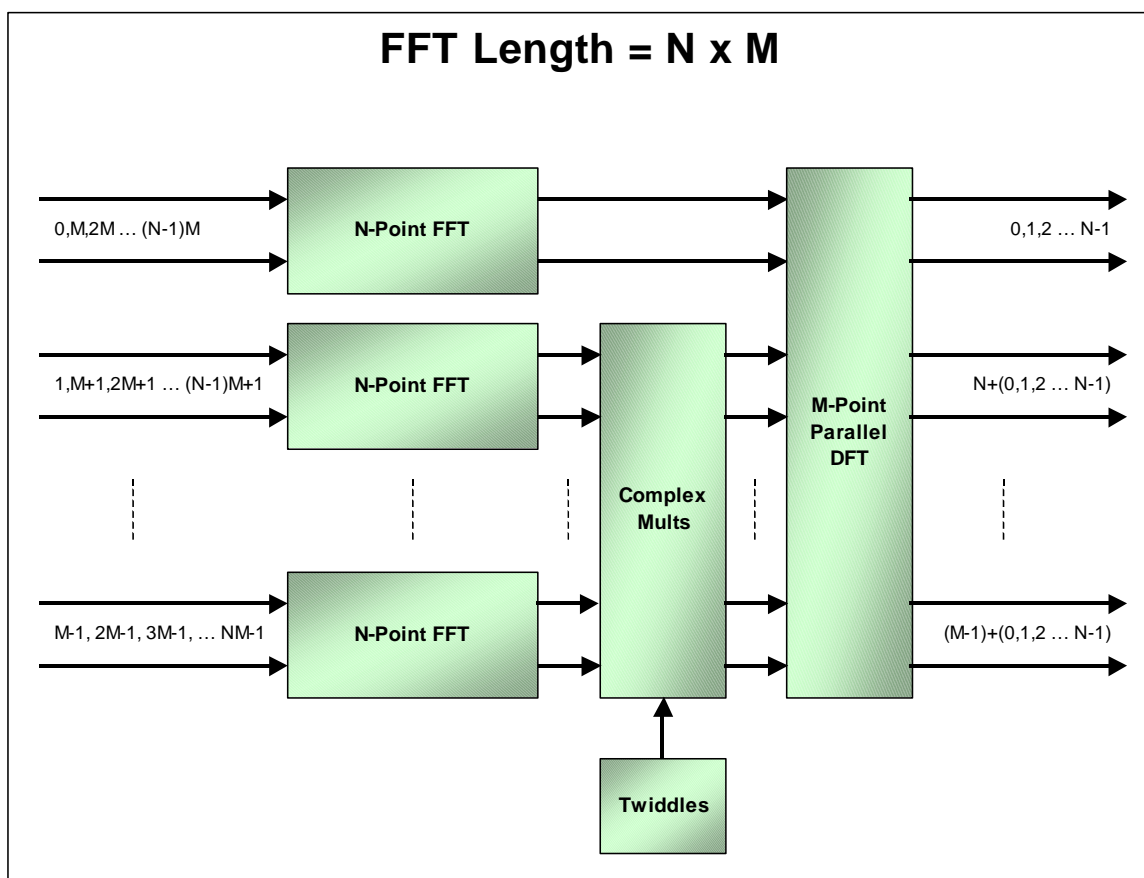 FFT Length = N x M
0,M,2M … (N-1)M
N-Point FFT
0,1,2 … N-1
1,M+1,2M+1 … (N-1)M+1
N-Point FFT
N+(0,1,2 … N-1)
M-Point
Parallel
DFT
Complex
Mults
M-1, 2M-1, 3M-1, … NM-1
N-Point FFT
(M-1)+(0,1,2 … N-1)
Twiddles